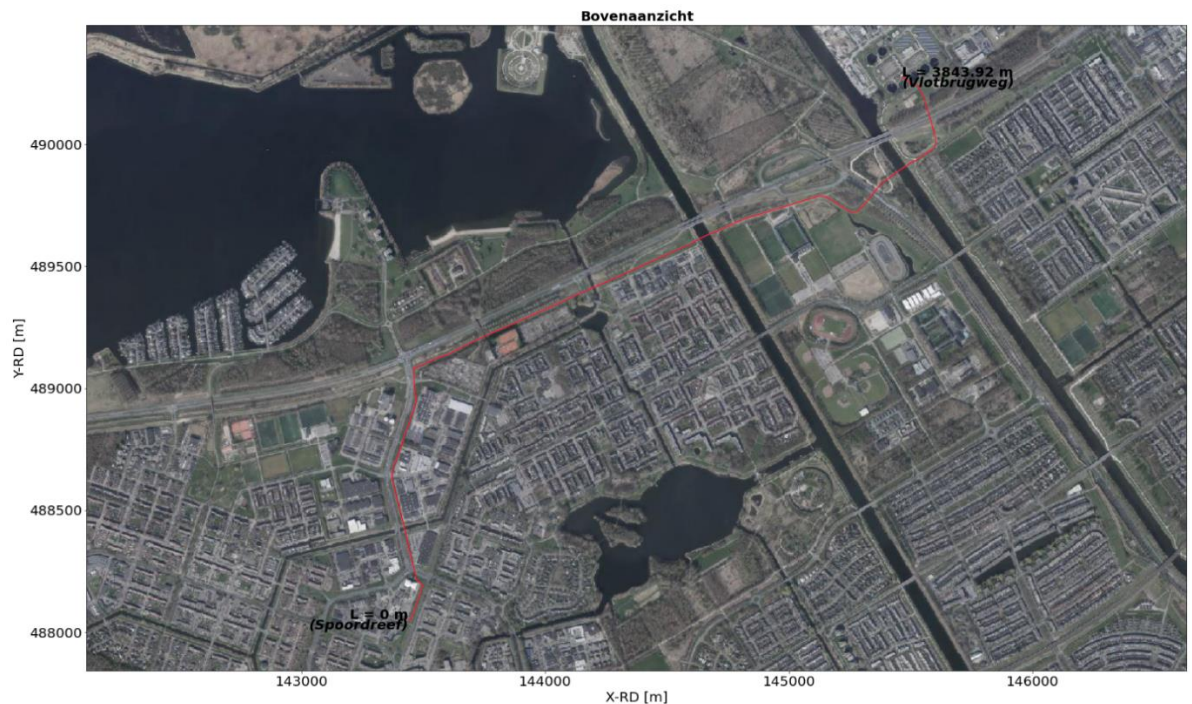 Bovenaanzicht
L = 3843.92 m
(Vlotbrugweg)
490000
489500
489000
488500
488000
Y-RD [m]
L = 0 m
(Spoordreef)
143000 144000 145000 146000
X-RD [m]